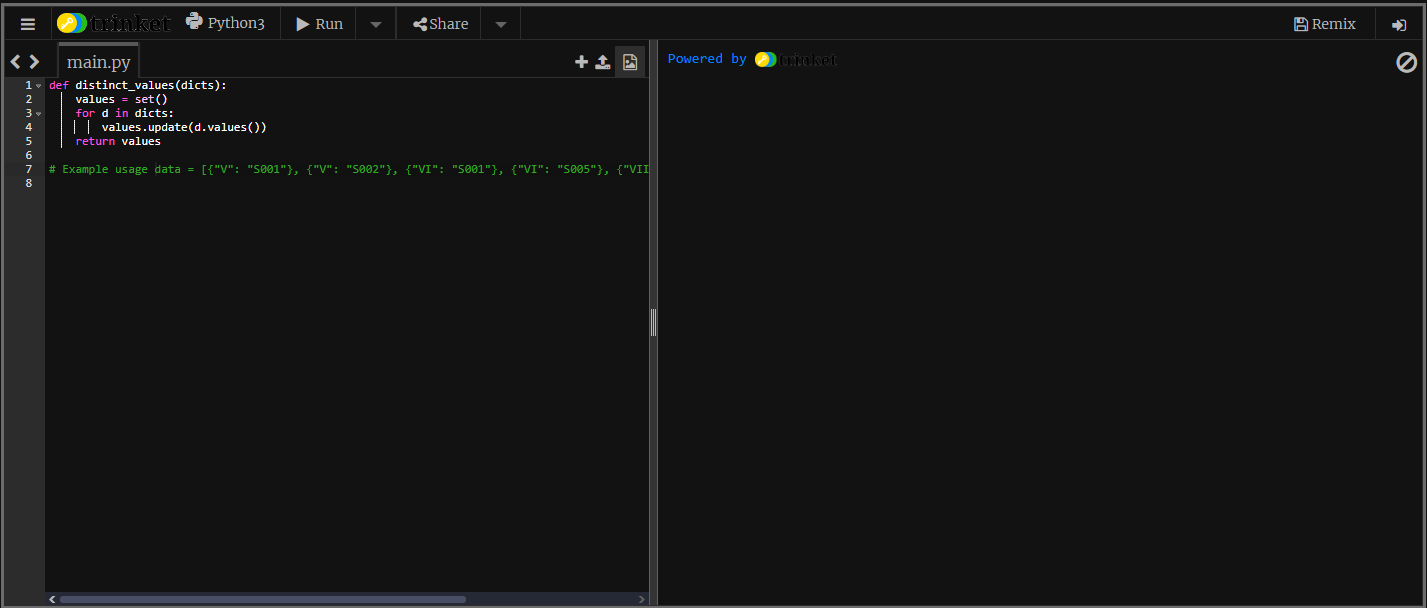 trinket Python3 Run Share Remix
main.py
Powered by trinket
1 def distinct_values(dicts):
2 values = set()
3 for d in dicts:
4 values.update(d.values())
5 return values
6
7 # Example usage data = [{"V": "S001"}, {"V": "S002"}, {"VI": "S001"}, {"VI": "S005"}, {"VII
8